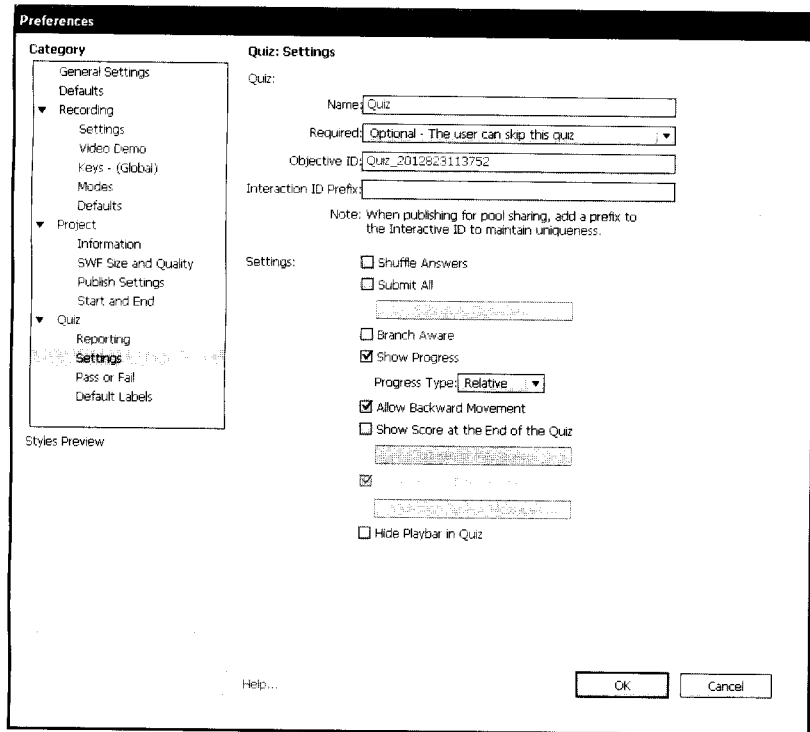 Preferences
Category
General Settings
Defaults
Recording
Settings
Video Demo
Keys - (Global)
Modes
Defaults
Project
Information
SWF Size and Quality
Publish Settings
Start and End
Quiz
Reporting
Settings
Pass or Fail
Default Labels
Styles Preview
Quiz: Settings
Quiz:
Name: Quiz
Required: Optional - The user can skip this quiz
Objective ID: Quiz_2012823113752
Interaction ID Prefix:
Note: When publishing for pool sharing, add a prefix to
the Interactive ID to maintain uniqueness.
Settings:
Shuffle Answers
Submit All
Branch Aware
Show Progress
Progress Type: Relative
Allow Backward Movement
Show Score at the End of the Quiz
Hide Playbar in Quiz
Help...
OK
Cancel